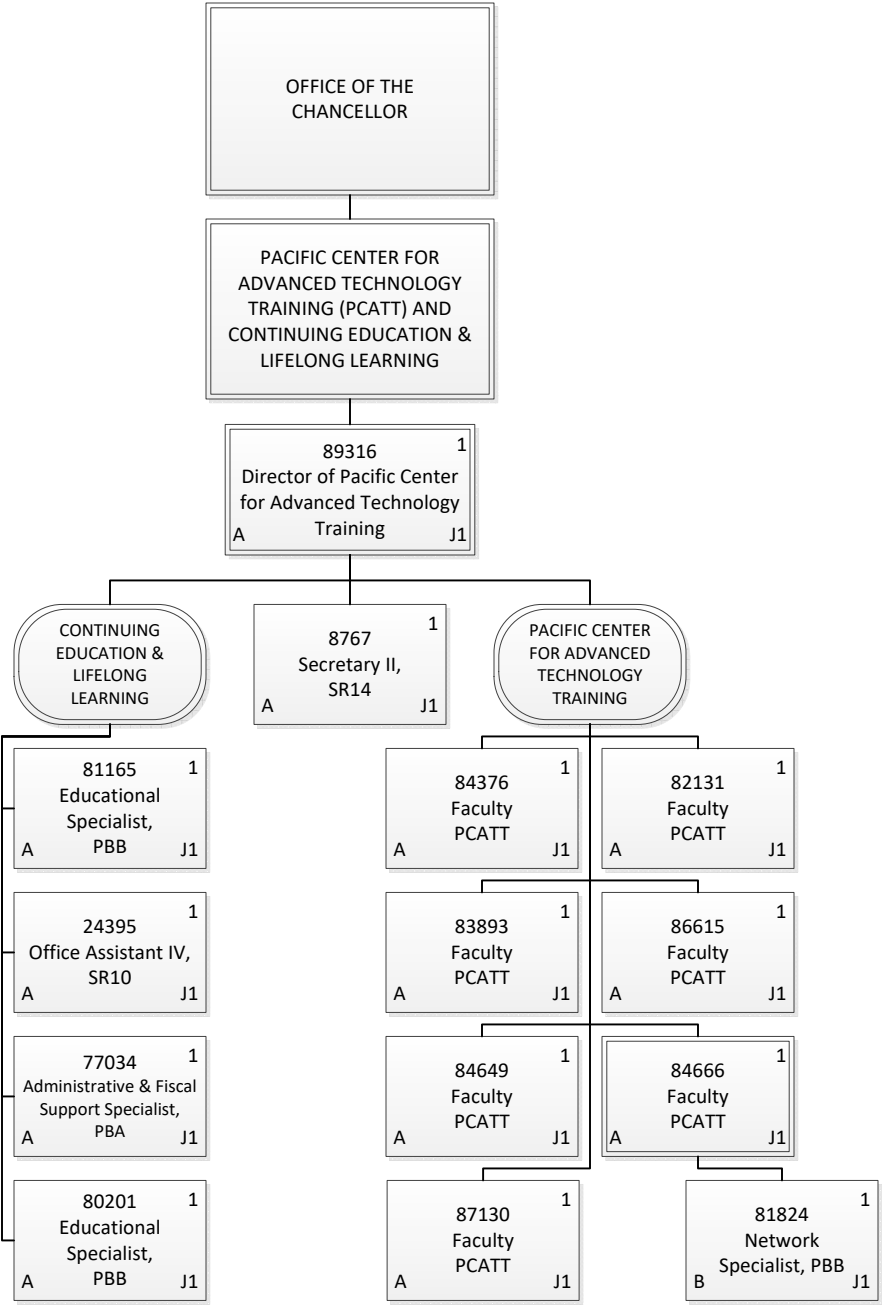 OFFICE OF THE
CHANCELLOR
PACIFIC CENTER FOR
ADVANCED TECHNOLOGY
TRAINING (PCATT) AND
CONTINUING EDUCATION &
LIFELONG LEARNING
89316 1
Director of Pacific Center
for Advanced Technology
Training
A J1
CONTINUING
EDUCATION &
LIFELONG
LEARNING
8767 1
Secretary II,
SR14
A J1
PACIFIC CENTER
FOR ADVANCED
TECHNOLOGY
TRAINING
81165 1
Educational
Specialist,
PBB
A J1
24395 1
Office Assistant IV,
SR10
A J1
77034 1
Administrative & Fiscal
Support Specialist,
PBA
A J1
80201 1
Educational
Specialist,
PBB
A J1
84376 1
Faculty
PCATT
A J1
82131 1
Faculty
PCATT
A J1
83893 1
Faculty
PCATT
A J1
86615 1
Faculty
PCATT
A J1
84649 1
Faculty
PCATT
A J1
84666 1
Faculty
PCATT
A J1
87130 1
Faculty
PCATT
A J1
81824 1
Network
Specialist, PBB
B J1